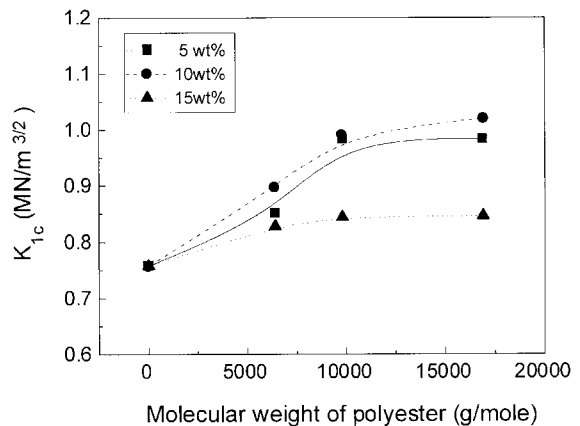 1.2
1.1
1.0
0.9
0.8
0.7
0.6
K1c (MN/m 3/2)
5 wt%
10wt%
15wt%
0 5000 10000 15000 20000
Molecular weight of polyester (g/mole)